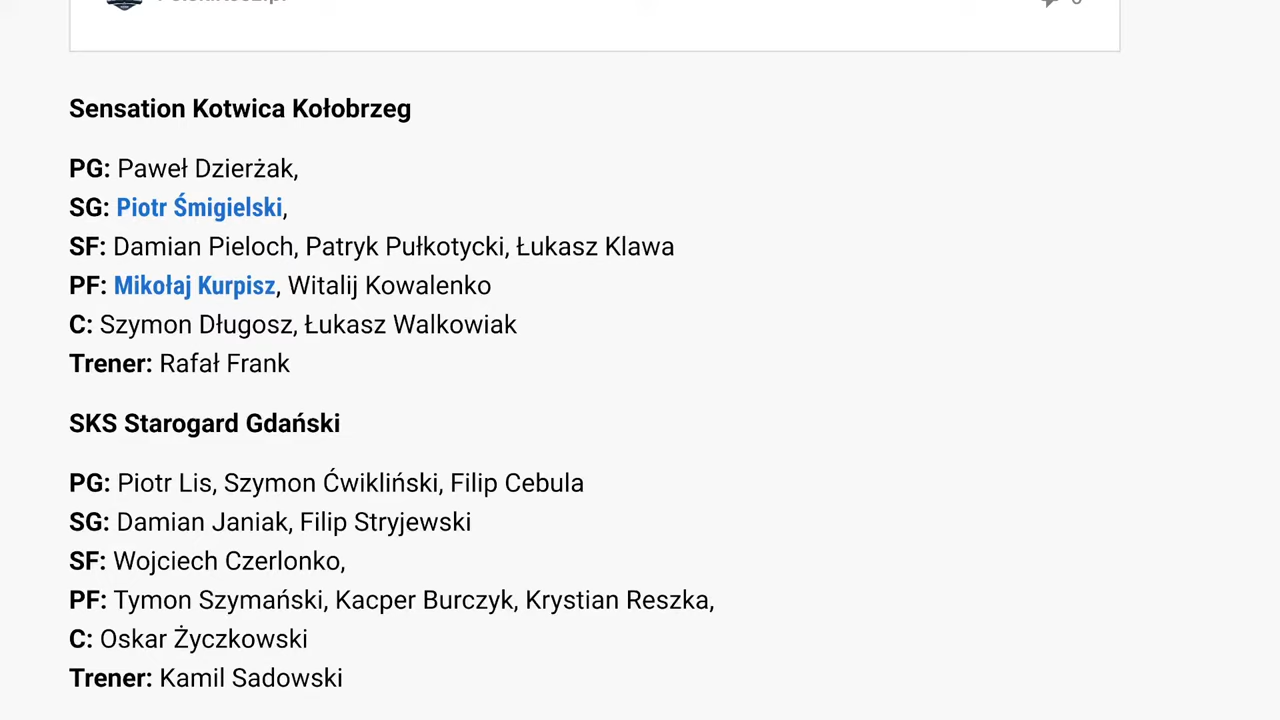 Sensation Kotwica Kołobrzeg
PG: Paweł Dzierżak,
SG: Piotr Śmigielski,
SF: Damian Pieloch, Patryk Pułkotycki, Łukasz Klawa
PF: Mikołaj Kurpisz, Witalij Kowalenko
C: Szymon Długosz, Łukasz Walkowiak
Trener: Rafał Frank
SKS Starogard Gdański
PG: Piotr Lis, Szymon Ćwikliński, Filip Cebula
SG: Damian Janiak, Filip Stryjewski
SF: Wojciech Czerlonko,
PF: Tymon Szymański, Kacper Burczyk, Krystian Reszka,
C: Oskar Życzkowski
Trener: Kamil Sadowski